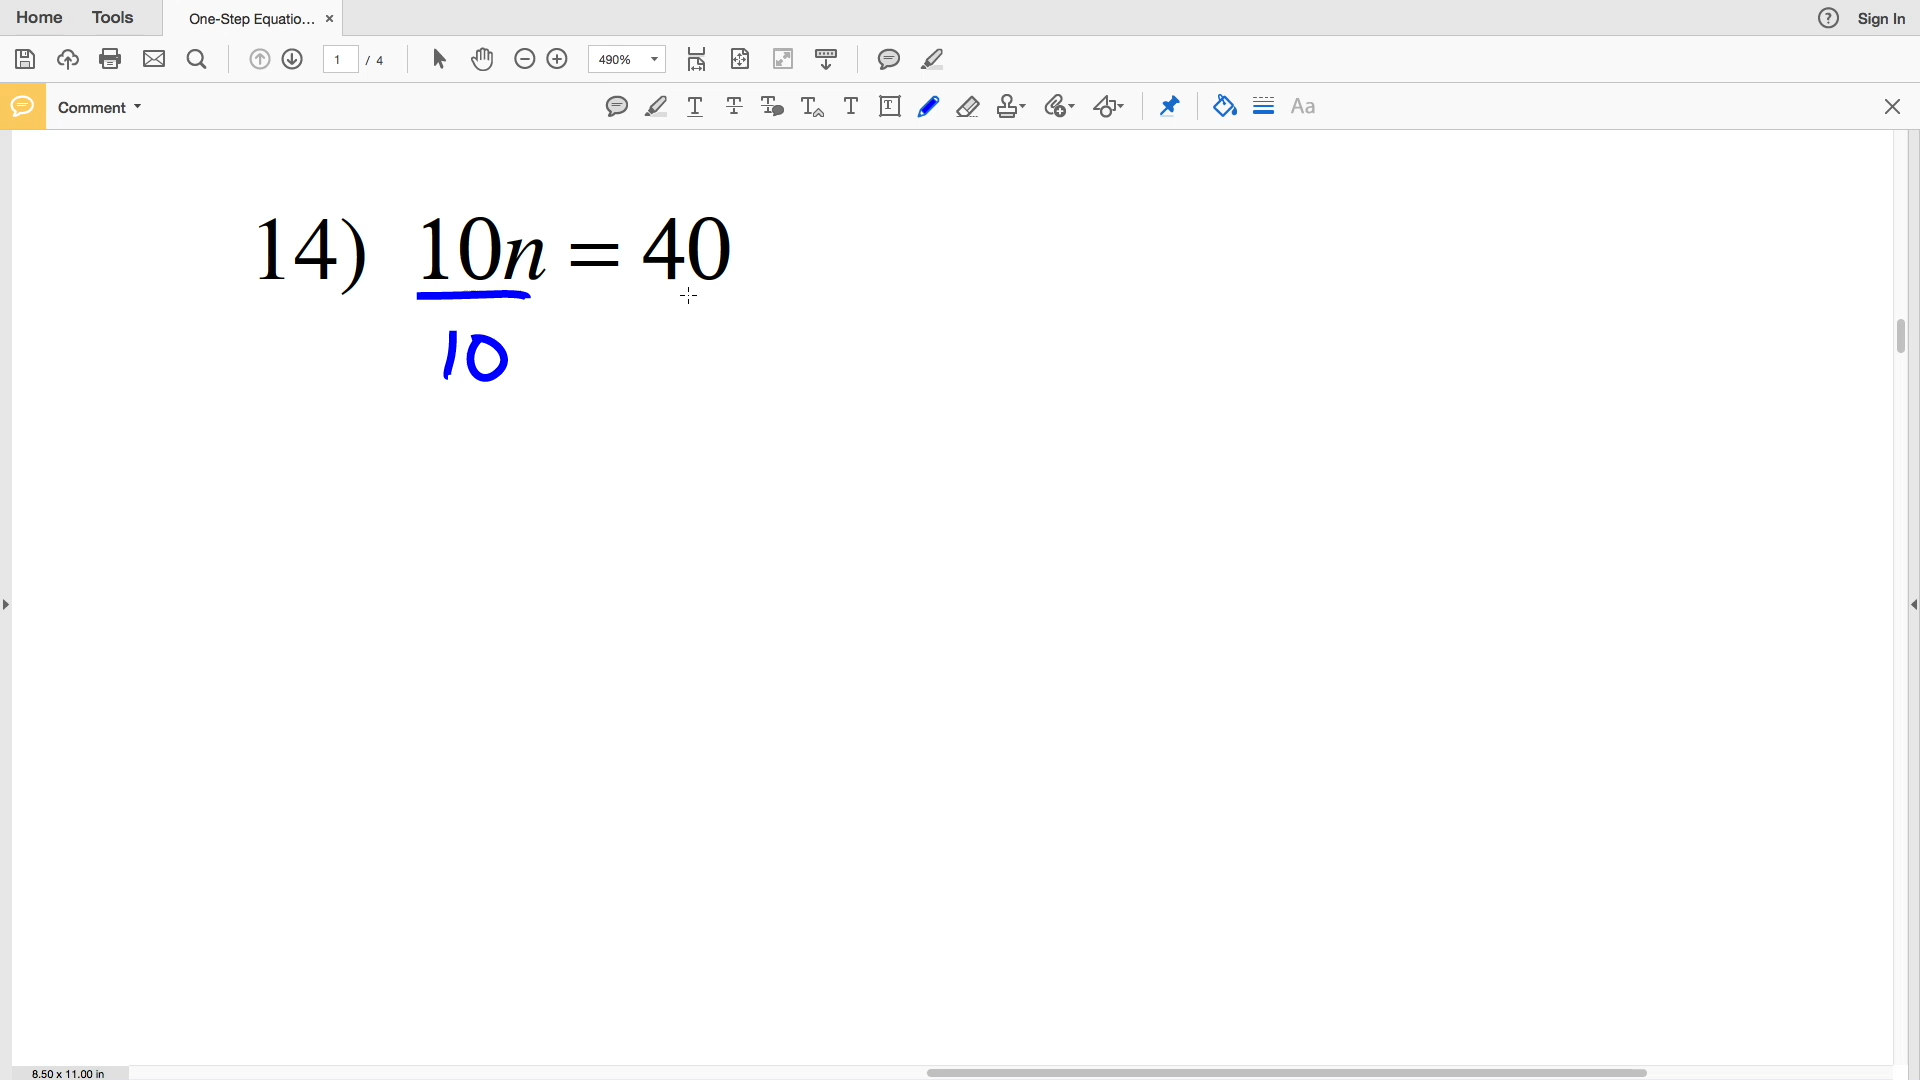 Home Tools One-Step Equatio... × ? Sign In
1 / 4 490%
Comment T T T T T T Aa
14) 10n = 40
10
8.50 x 11.00 in